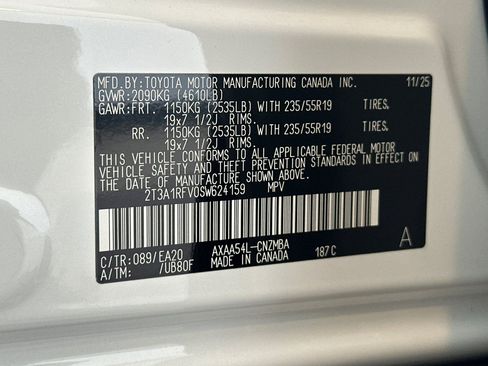 MFD.BY:TOYOTA MOTOR MANUFACTURING CANADA INC. 11/25
GVWR:2090KG (4610LB)
GAWR:FRT. 1150KG (2535LB) WITH 235/55R19 TIRES.
19x7 1/2J RIMS.
RR. 1150KG (2535LB) WITH 235/55R19 TIRES.
19x7 1/2J RIMS.
THIS VEHICLE CONFORMS TO ALL APPLICABLE FEDERAL MOTOR
VEHICLE SAFETY AND THEFT PREVENTION STANDARDS IN EFFECT
ON THE DATE OF MANUFACTURE SHOWN ABOVE.
2T3A1RFV0SW624159 MPV
C/TR:089/EA20 AXAA54L-CNZMBA 187C A
A/TM: /UB80F MADE IN CANADA